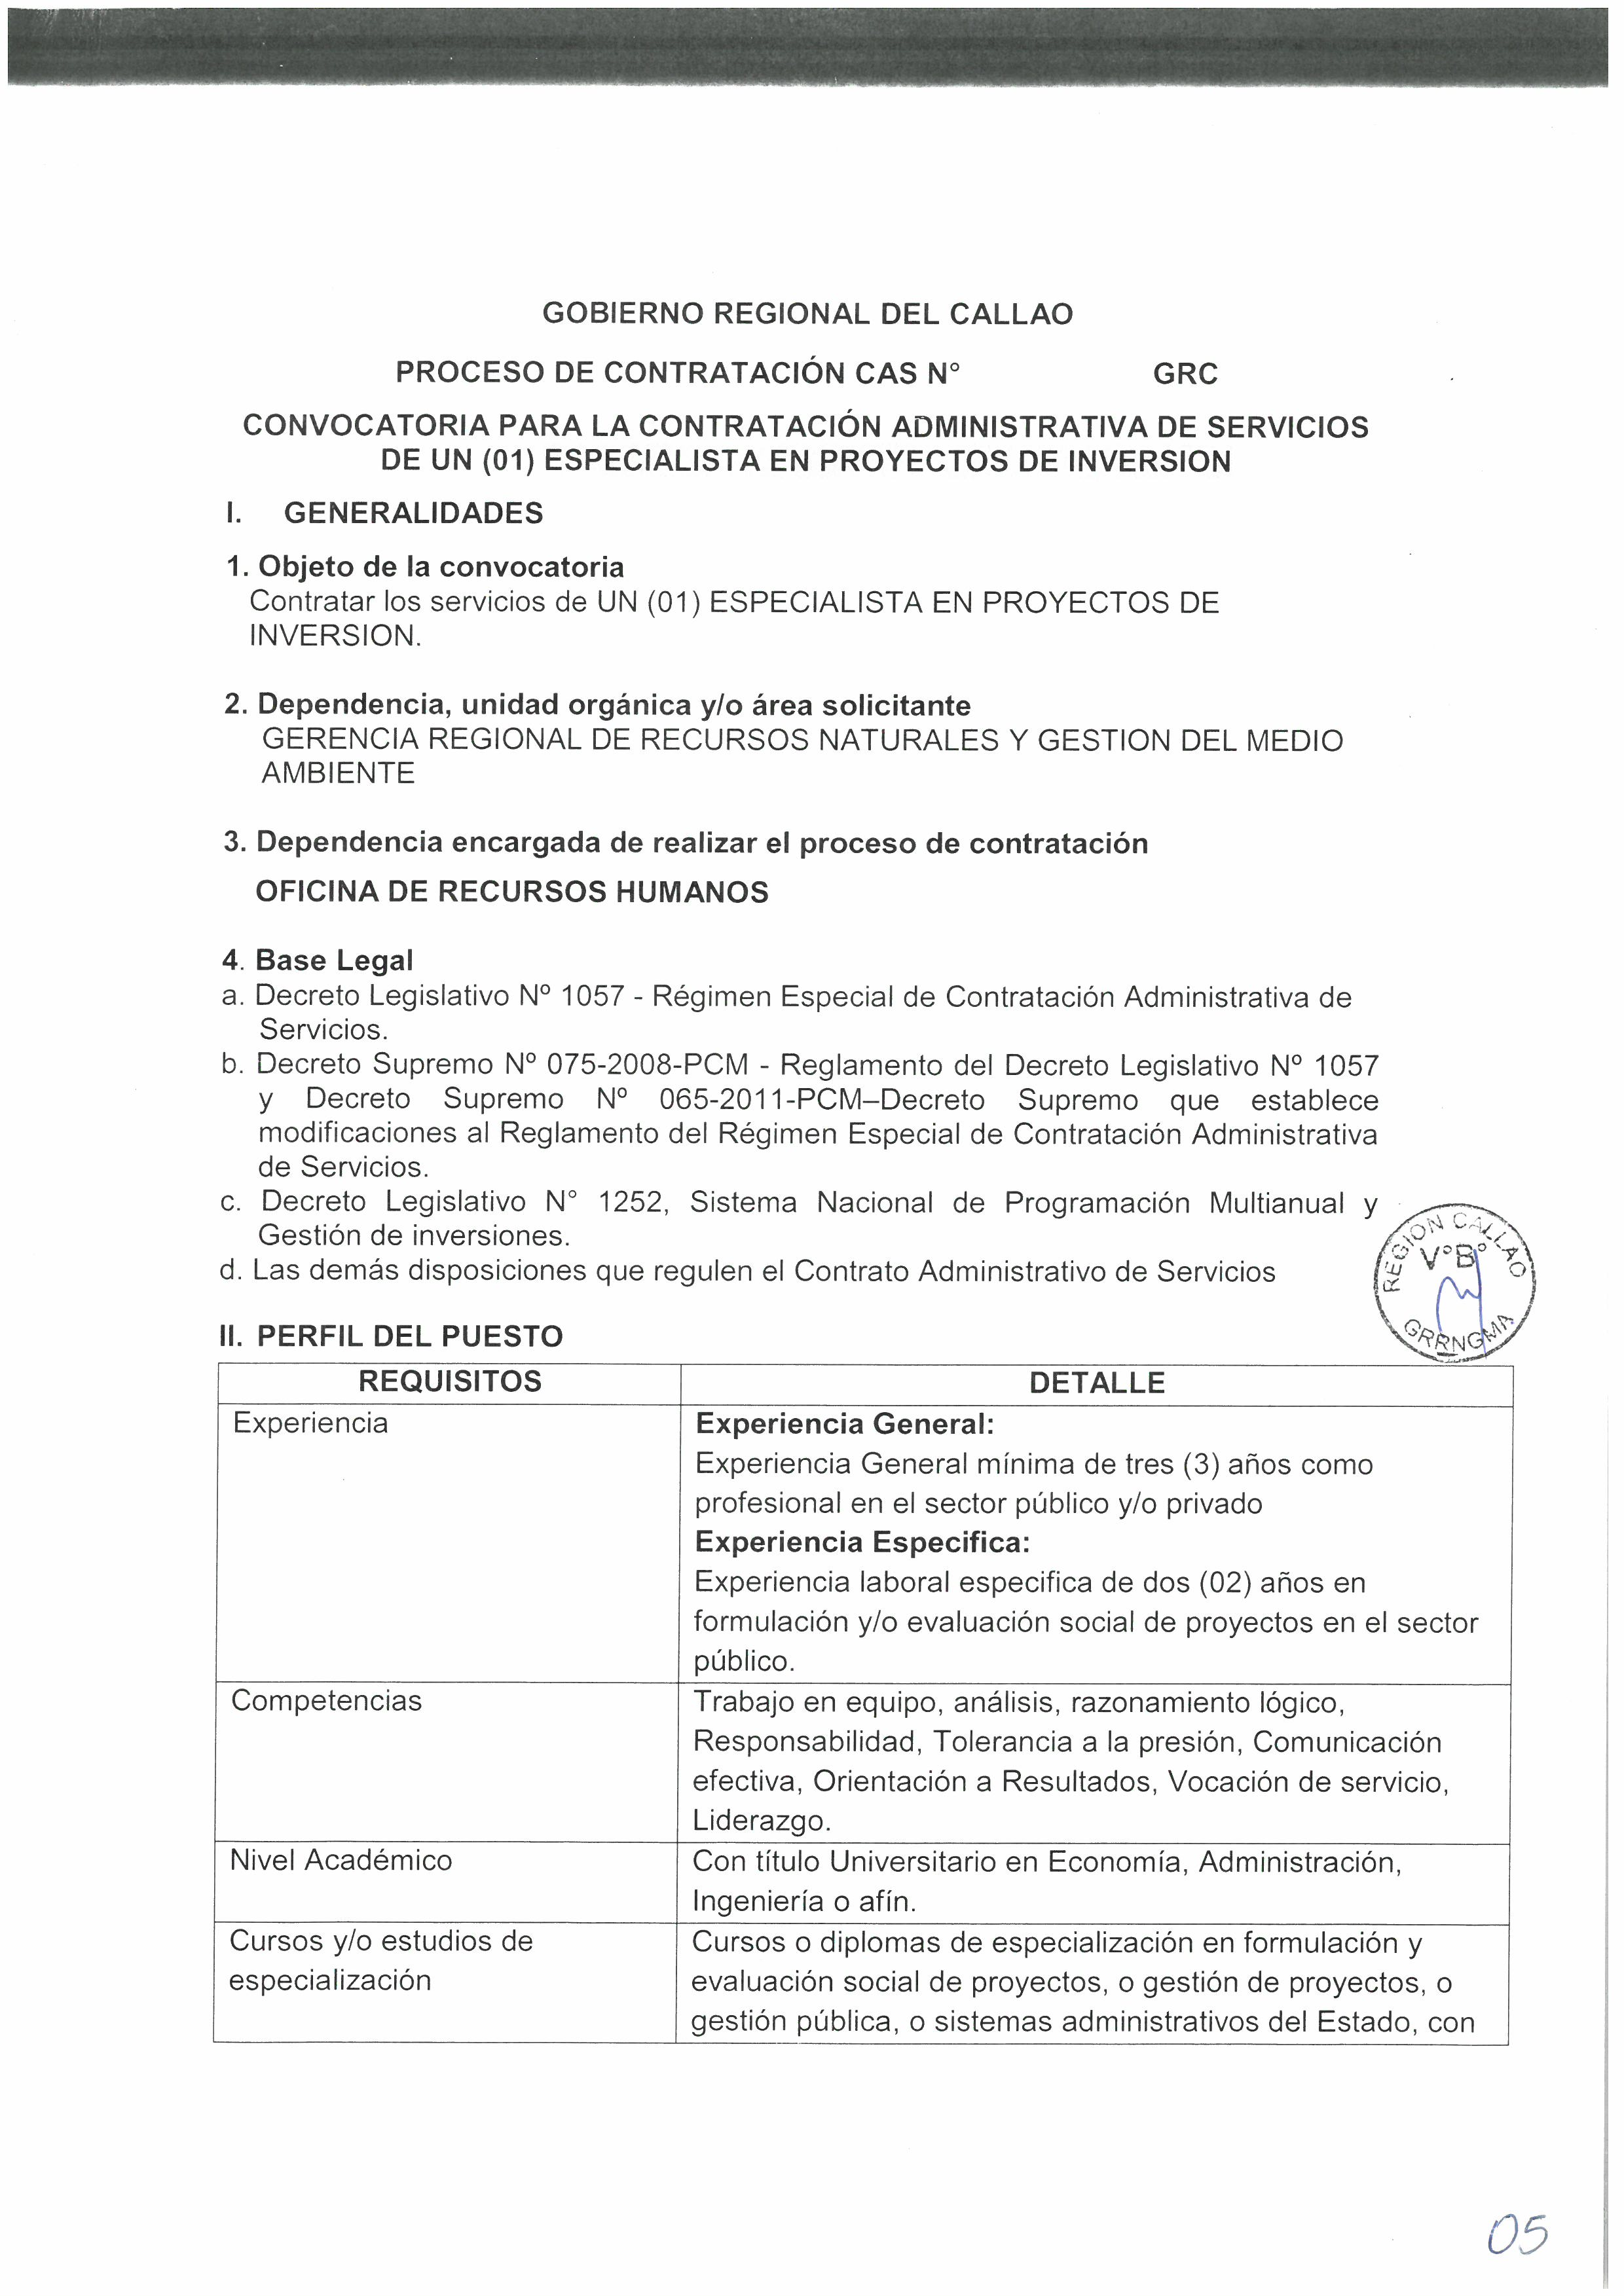 GOBIERNO REGIONAL DEL CALLAO
PROCESO DE CONTRATACIÓN CAS N° GRC
CONVOCATORIA PARA LA CONTRATACIÓN ADMINISTRATIVA DE SERVICIOS
DE UN (01) ESPECIALISTA EN PROYECTOS DE INVERSION
I. GENERALIDADES
1. Objeto de la convocatoria
Contratar los servicios de UN (01) ESPECIALISTA EN PROYECTOS DE
INVERSION.
2. Dependencia, unidad orgánica y/o área solicitante
GERENCIA REGIONAL DE RECURSOS NATURALES Y GESTION DEL MEDIO
AMBIENTE
3. Dependencia encargada de realizar el proceso de contratación
OFICINA DE RECURSOS HUMANOS
4. Base Legal
a. Decreto Legislativo Nº 1057 - Régimen Especial de Contratación Administrativa de
Servicios.
b. Decreto Supremo Nº 075-2008-PCM - Reglamento del Decreto Legislativo Nº 1057
y Decreto Supremo Nº 065-2011-PCM–Decreto Supremo que establece
modificaciones al Reglamento del Régimen Especial de Contratación Administrativa
de Servicios.
c. Decreto Legislativo N° 1252, Sistema Nacional de Programación Multianual y
Gestión de inversiones.
d. Las demás disposiciones que regulen el Contrato Administrativo de Servicios
REGION CALLAO
V°B°
GRRNGMA
II. PERFIL DEL PUESTO
REQUISITOS DETALLE
Experiencia Experiencia General:
Experiencia General mínima de tres (3) años como
profesional en el sector público y/o privado
Experiencia Especifica:
Experiencia laboral especifica de dos (02) años en
formulación y/o evaluación social de proyectos en el sector
público.
Competencias Trabajo en equipo, análisis, razonamiento lógico,
Responsabilidad, Tolerancia a la presión, Comunicación
efectiva, Orientación a Resultados, Vocación de servicio,
Liderazgo.
Nivel Académico Con título Universitario en Economía, Administración,
Ingeniería o afín.
Cursos y/o estudios de Cursos o diplomas de especialización en formulación y
especialización evaluación social de proyectos, o gestión de proyectos, o
gestión pública, o sistemas administrativos del Estado, con
05